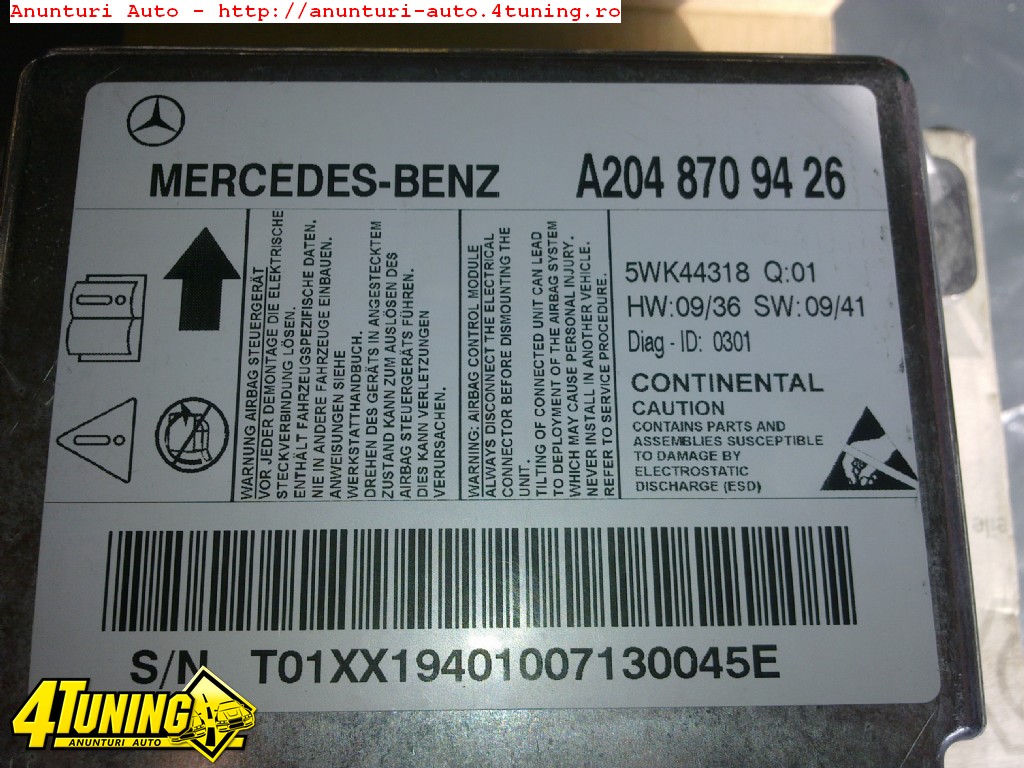 Anunturi Auto - http://anunturi-auto.4tuning.ro
MERCEDES-BENZ A204 870 94 26
WARNUNG AIRBAG STEUERGERÄT
VOR JEDER DEMONTAGE DIE ELEKTRISCHE
STECKVERBINDUNG LÖSEN.
ENTHÄLT FAHRZEUGSPEZIFISCHE DATEN.
NIE IN ANDERE FAHRZEUGE EINBAUEN.
ANWEISUNGEN SIEHE
WERKSTATTHANDBUCH.
DREHEN DES GERÄTS IN ANGESTECKTEM
ZUSTAND KANN ZUM AUSLÖSEN DES
AIRBAG STEUERGERÄTS FÜHREN.
DIES KANN VERLETZUNGEN
VERURSACHEN.
WARNING: AIRBAG CONTROL MODULE
ALWAYS DISCONNECT THE ELECTRICAL
CONNECTOR BEFORE DISMOUNTING THE
UNIT.
TILTING OF CONNECTED UNIT CAN LEAD
TO DEPLOYMENT OF THE AIRBAG SYSTEM
WHICH MAY CAUSE PERSONAL INJURY.
NEVER INSTALL IN ANOTHER VEHICLE.
REFER TO SERVICE PROCEDURE.
5WK44318 Q:01
HW:09/36 SW:09/41
Diag - ID: 0301
CONTINENTAL
CAUTION
CONTAINS PARTS AND
ASSEMBLIES SUSCEPTIBLE
TO DAMAGE BY
ELECTROSTATIC
DISCHARGE (ESD)
S/N T01XX19401007130045E
4TUNING
ANUNTURI AUTO